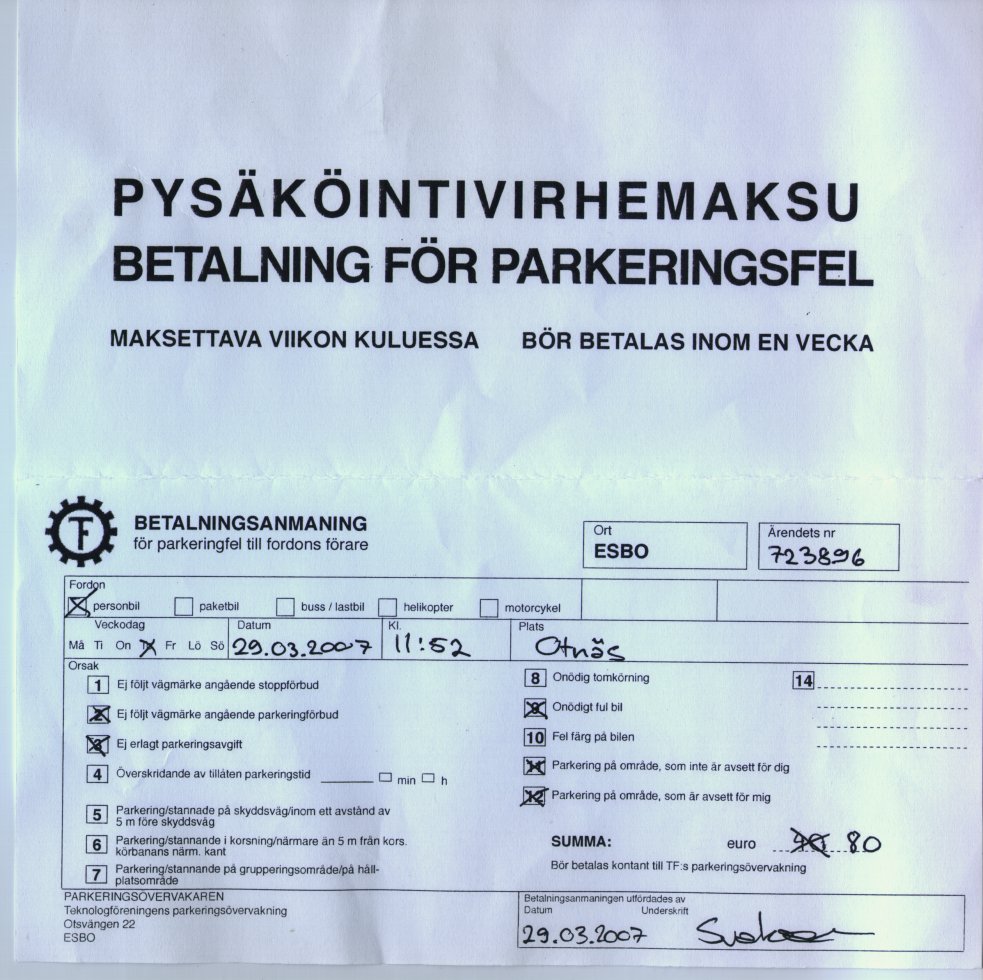 PYSÄKÖINTIVIRHEMAKSU
BETALNING FÖR PARKERINGSFEL
MAKSETTAVA VIIKON KULUESSA BÖR BETALAS INOM EN VECKA
TF
BETALNINGSANMANING
för parkeringfel till fordons förare
Ort
ESBO
Ärendets nr
723896
Fordon
personbil paketbil buss / lastbil helikopter motorcykel
Veckodag Datum Kl. Plats
Må Ti On To Fr Lö Sö 29.03.2007 11:52 Otnäs
Orsak
1 Ej följt vägmärke angående stoppförbud
2 Ej följt vägmärke angående parkeringförbud
3 Ej erlagt parkeringsavgift
4 Överskridande av tillåten parkeringstid min h
5 Parkering/stannade på skyddsväg/inom ett avstånd av
5 m före skyddsväg
6 Parkering/stannande i korsning/närmare än 5 m från kors.
körbanans närm. kant
7 Parkering/stannade på grupperingsområde/på håll-
platsområde
8 Onödig tomkörning
9 Onödigt ful bil
10 Fel färg på bilen
11 Parkering på område, som inte är avsett för dig
12 Parkering på område, som är avsett för mig
14
SUMMA: euro 40 80
Bör betalas kontant till TF:s parkeringsövervakning
PARKERINGSÖVERVAKAREN
Teknologföreningens parkeringsövervakning
Otsvängen 22
ESBO
Betalningsanmaningen utfördades av
Datum Underskrift
29.03.2007